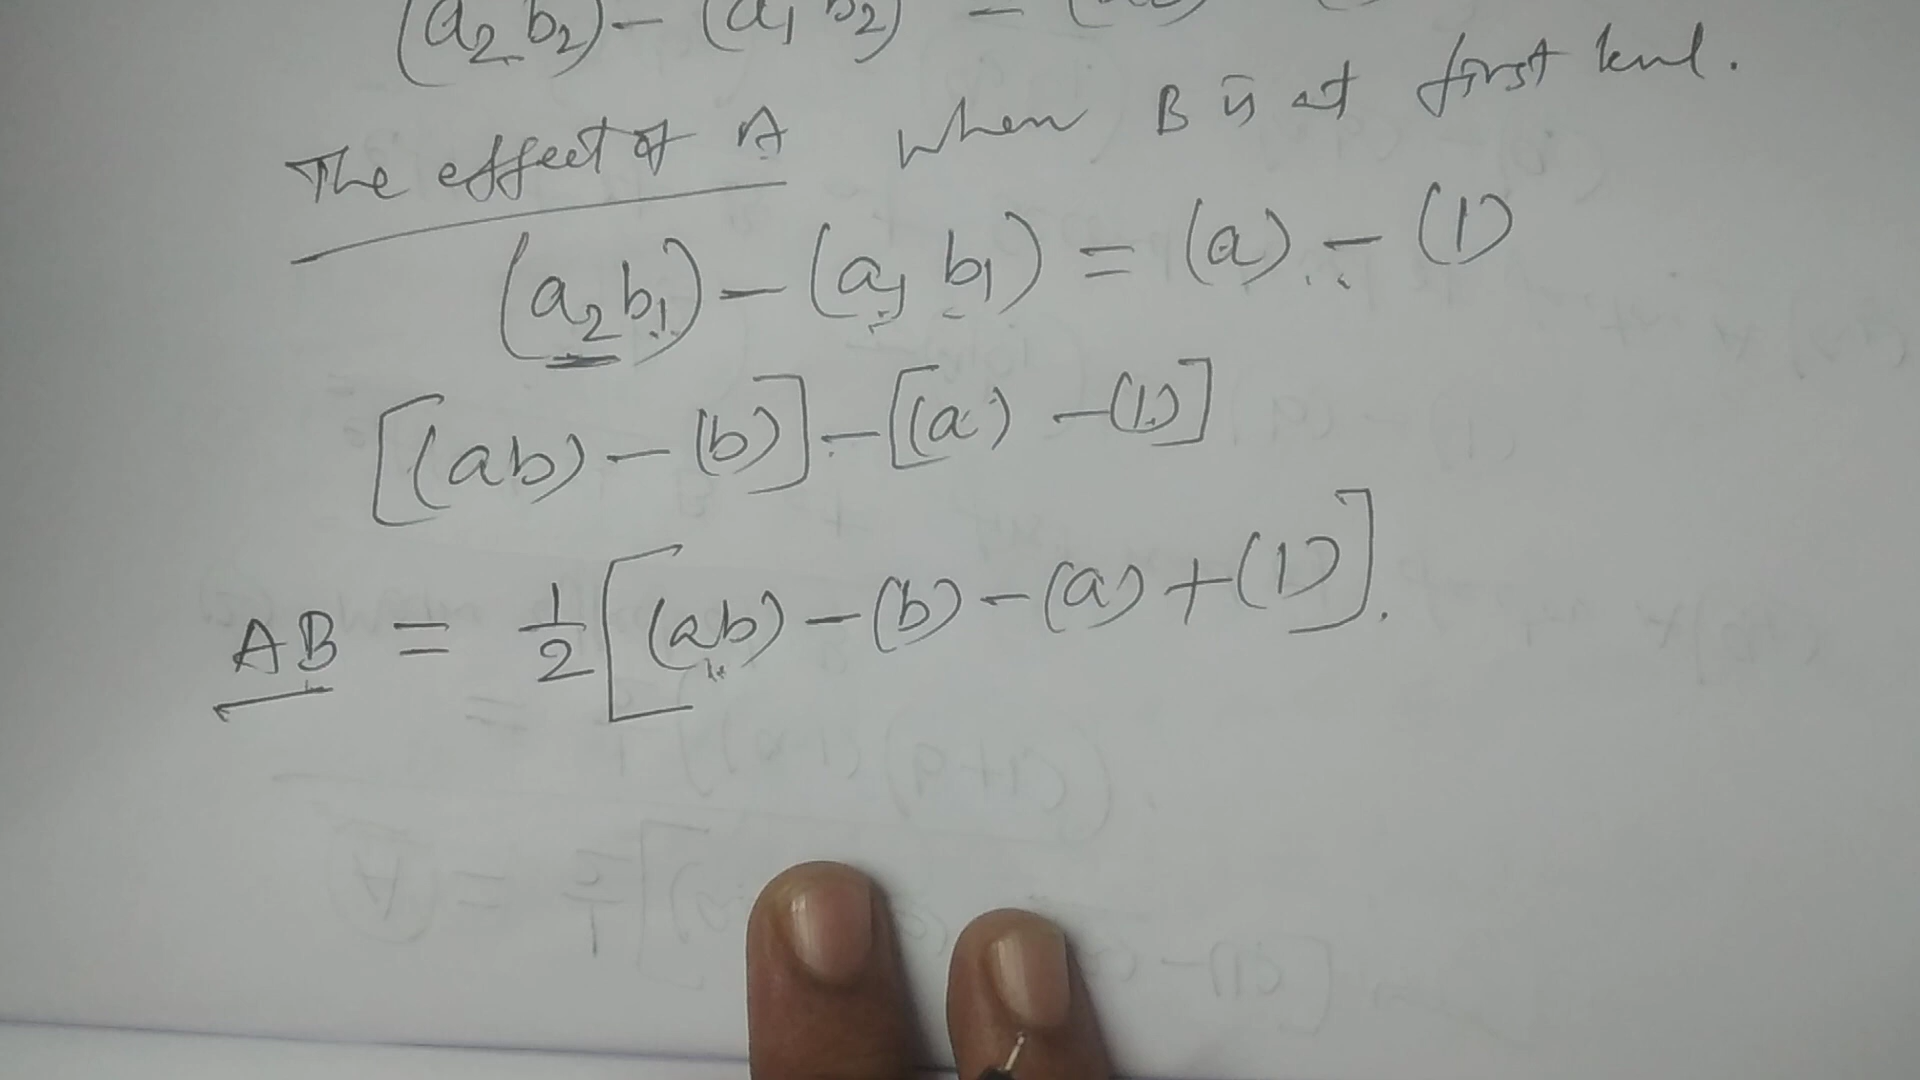 (a₂b₂) – (a₁b₂) =
The effect of A when B is at first level.
(a₂b₁) – (a₁b₁) = (a) – (1)
[(ab) – (b)] – [(a) – (1)]
AB = 1/2 [(ab) – (b) – (a) + (1)].